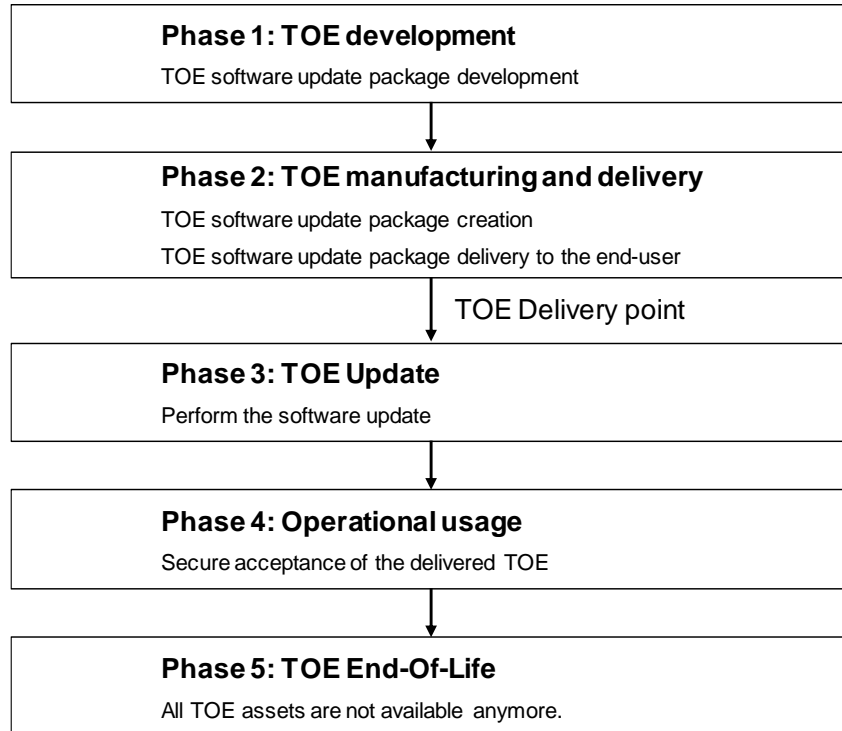 Phase 1: TOE development
TOE software update package development
Phase 2: TOE manufacturing and delivery
TOE software update package creation
TOE software update package delivery to the end-user
TOE Delivery point
Phase 3: TOE Update
Perform the software update
Phase 4: Operational usage
Secure acceptance of the delivered TOE
Phase 5: TOE End-Of-Life
All TOE assets are not available anymore.